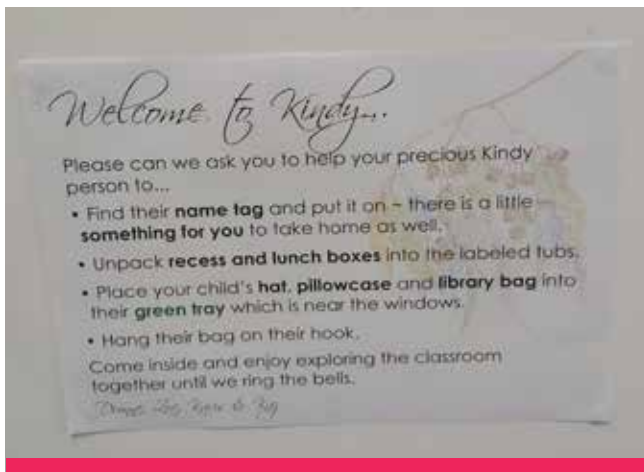 Welcome to Kindy...
Please can we ask you to help your precious Kindy
person to...
• Find their name tag and put it on – there is a little
something for you to take home as well.
• Unpack recess and lunch boxes into the labeled tubs.
• Place your child's hat, pillowcase and library bag into
their green tray which is near the windows.
• Hang their bag on their hook.
Come inside and enjoy exploring the classroom
together until we ring the bells.